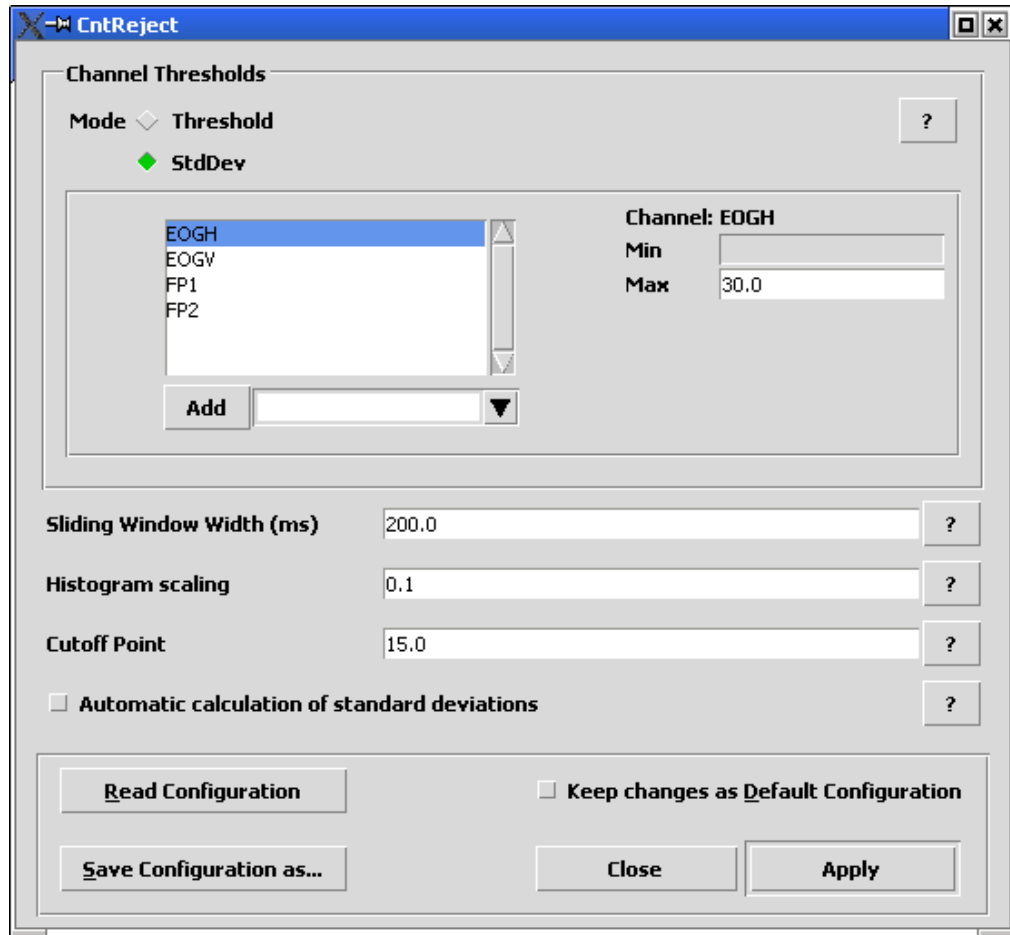 CntReject
Channel Thresholds
Mode Threshold ?
StdDev
EOGH
EOGV
FP1
FP2
Channel: EOGH
Min
Max 30.0
Add
Sliding Window Width (ms) 200.0 ?
Histogram scaling 0.1 ?
Cutoff Point 15.0 ?
Automatic calculation of standard deviations ?
Read Configuration Keep changes as Default Configuration
Save Configuration as... Close Apply